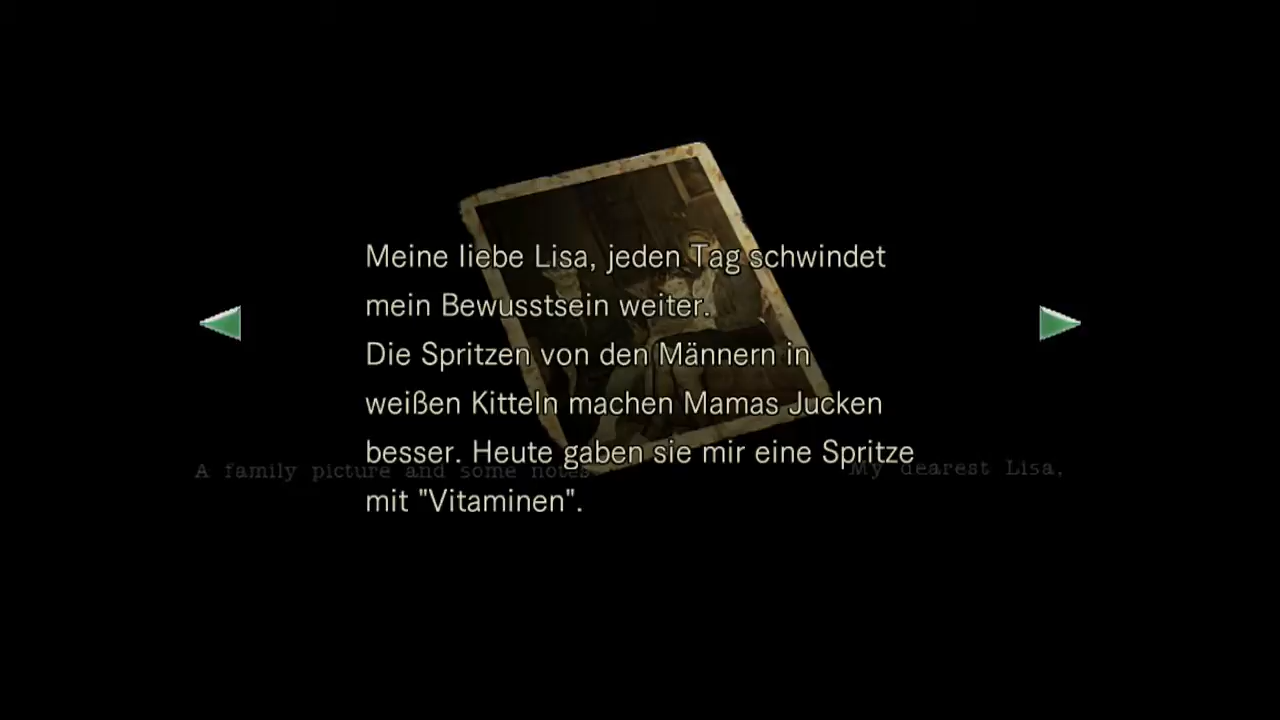 Meine liebe Lisa, jeden Tag schwindet
mein Bewusstsein weiter.
Die Spritzen von den Männern in
weißen Kitteln machen Mamas Jucken
besser. Heute gaben sie mir eine Spritze
mit "Vitaminen".
A family picture and some notes
My dearest Lisa,